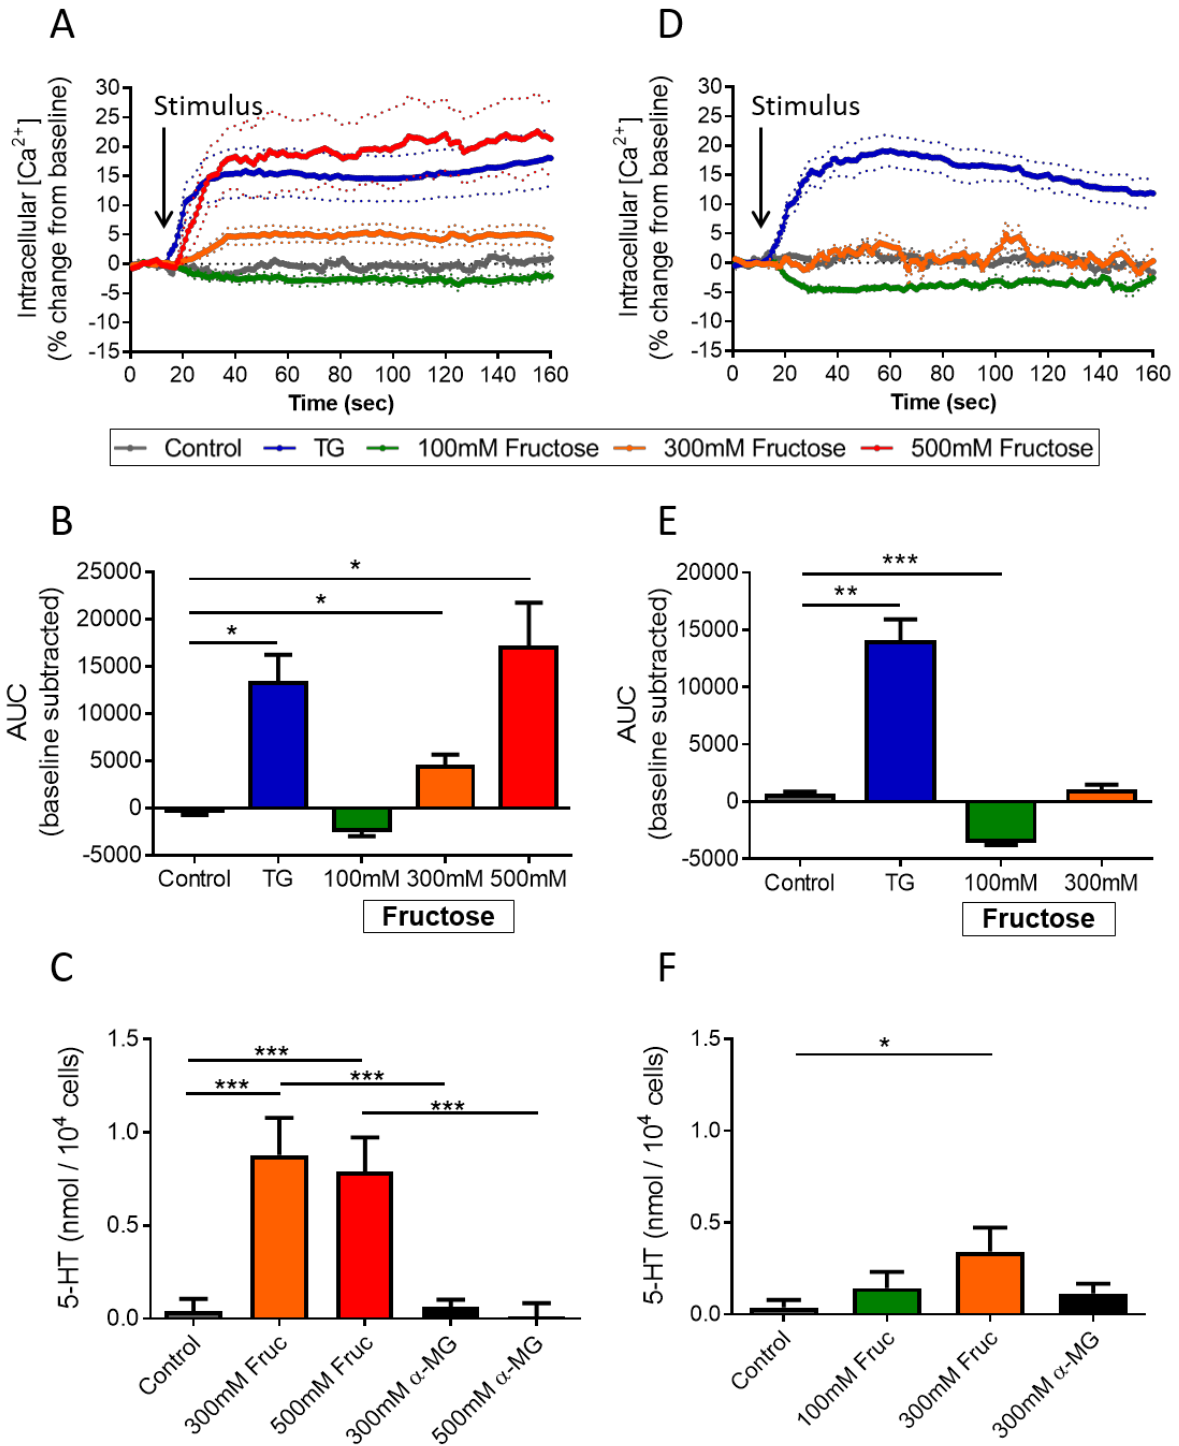 A
Intracellular [Ca²⁺]
(% change from baseline)
30
25
20
15
10
5
0
-5
-10
-15
Stimulus
0 20 40 60 80 100 120 140 160
Time (sec)
D
Intracellular [Ca²⁺]
(% change from baseline)
30
25
20
15
10
5
0
-5
-10
-15
Stimulus
0 20 40 60 80 100 120 140 160
Time (sec)
Control TG 100mM Fructose 300mM Fructose 500mM Fructose
B
AUC
(baseline subtracted)
25000
20000
15000
10000
5000
0
-5000
*
*
*
Control TG 100mM 300mM 500mM
Fructose
E
AUC
(baseline subtracted)
20000
15000
10000
5000
0
-5000
***
**
Control TG 100mM 300mM
Fructose
C
5-HT (nmol / 10⁴ cells)
1.5
1.0
0.5
0.0
***
***
***
***
Control
300mM Fruc
500mM Fruc
300mM α-MG
500mM α-MG
F
5-HT (nmol / 10⁴ cells)
1.5
1.0
0.5
0.0
*
Control
100mM Fruc
300mM Fruc
300mM α-MG